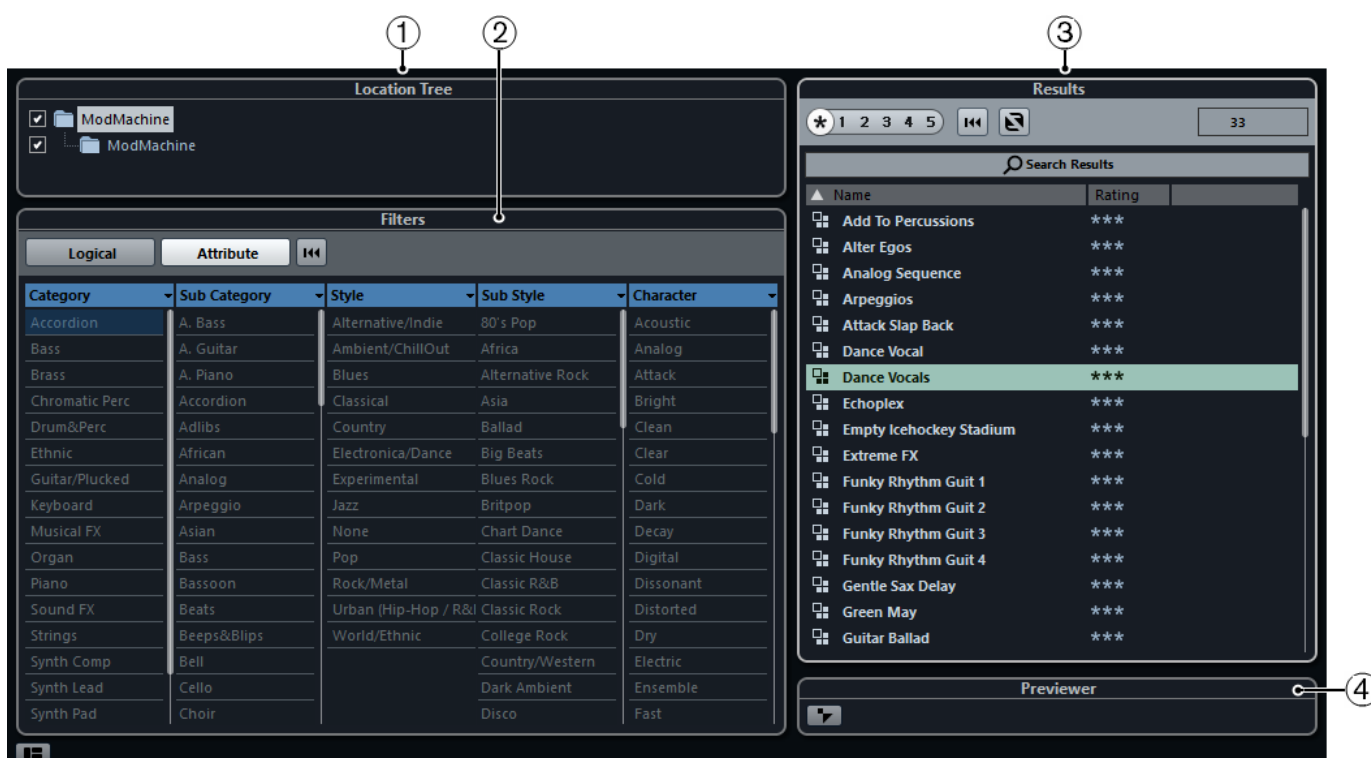 1
2
3
4
Location Tree
ModMachine
ModMachine
Filters
Logical Attribute
Category Sub Category Style Sub Style Character
Accordion A. Bass Alternative/Indie 80's Pop Acoustic
Bass A. Guitar Ambient/ChillOut Africa Analog
Brass A. Piano Blues Alternative Rock Attack
Chromatic Perc Accordion Classical Asia Bright
Drum&Perc Adlibs Country Ballad Clean
Ethnic African Electronica/Dance Big Beats Clear
Guitar/Plucked Analog Experimental Blues Rock Cold
Keyboard Arpeggio Jazz Britpop Dark
Musical FX Asian None Chart Dance Decay
Organ Bass Pop Classic House Digital
Piano Bassoon Rock/Metal Classic R&B Dissonant
Sound FX Beats Urban (Hip-Hop / R&I Classic Rock Distorted
Strings Beeps&Blips World/Ethnic College Rock Dry
Synth Comp Bell Country/Western Electric
Synth Lead Cello Dark Ambient Ensemble
Synth Pad Choir Disco Fast
Results
* 1 2 3 4 5 33
Search Results
Name Rating
Add To Percussions ***
Alter Egos ***
Analog Sequence ***
Arpeggios ***
Attack Slap Back ***
Dance Vocal ***
Dance Vocals ***
Echoplex ***
Empty Icehockey Stadium ***
Extreme FX ***
Funky Rhythm Guit 1 ***
Funky Rhythm Guit 2 ***
Funky Rhythm Guit 3 ***
Funky Rhythm Guit 4 ***
Gentle Sax Delay ***
Green May ***
Guitar Ballad ***
Previewer